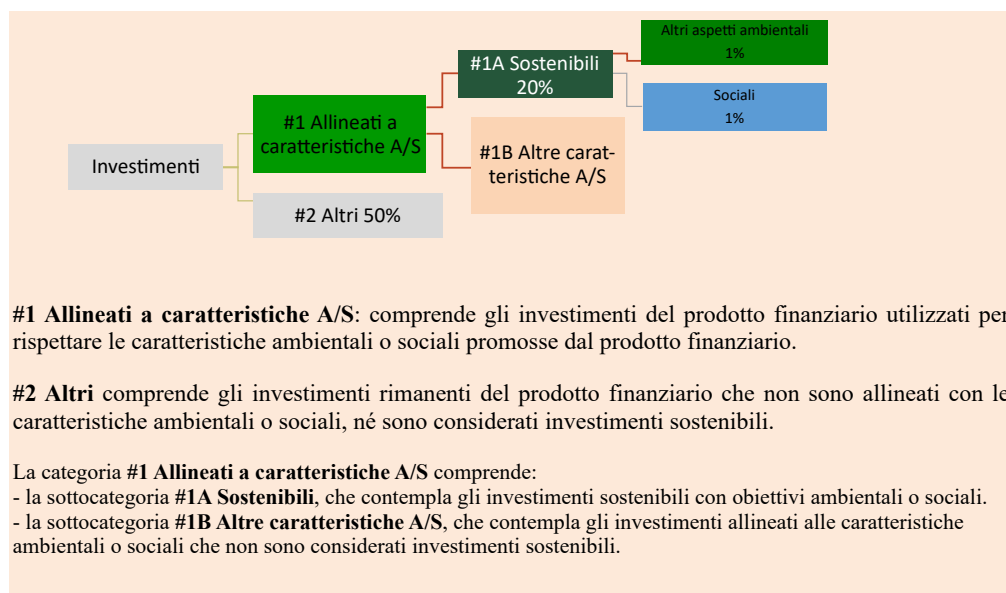 Altri aspetti ambientali
1%
#1A Sostenibili
20%
Sociali
1%
#1 Allineati a
caratteristiche A/S
#1B Altre carat-
teristiche A/S
Investimenti
#2 Altri 50%
#1 Allineati a caratteristiche A/S: comprende gli investimenti del prodotto finanziario utilizzati per
rispettare le caratteristiche ambientali o sociali promosse dal prodotto finanziario.
#2 Altri comprende gli investimenti rimanenti del prodotto finanziario che non sono allineati con le
caratteristiche ambientali o sociali, né sono considerati investimenti sostenibili.
La categoria #1 Allineati a caratteristiche A/S comprende:
- la sottocategoria #1A Sostenibili, che contempla gli investimenti sostenibili con obiettivi ambientali o sociali.
- la sottocategoria #1B Altre caratteristiche A/S, che contempla gli investimenti allineati alle caratteristiche
ambientali o sociali che non sono considerati investimenti sostenibili.